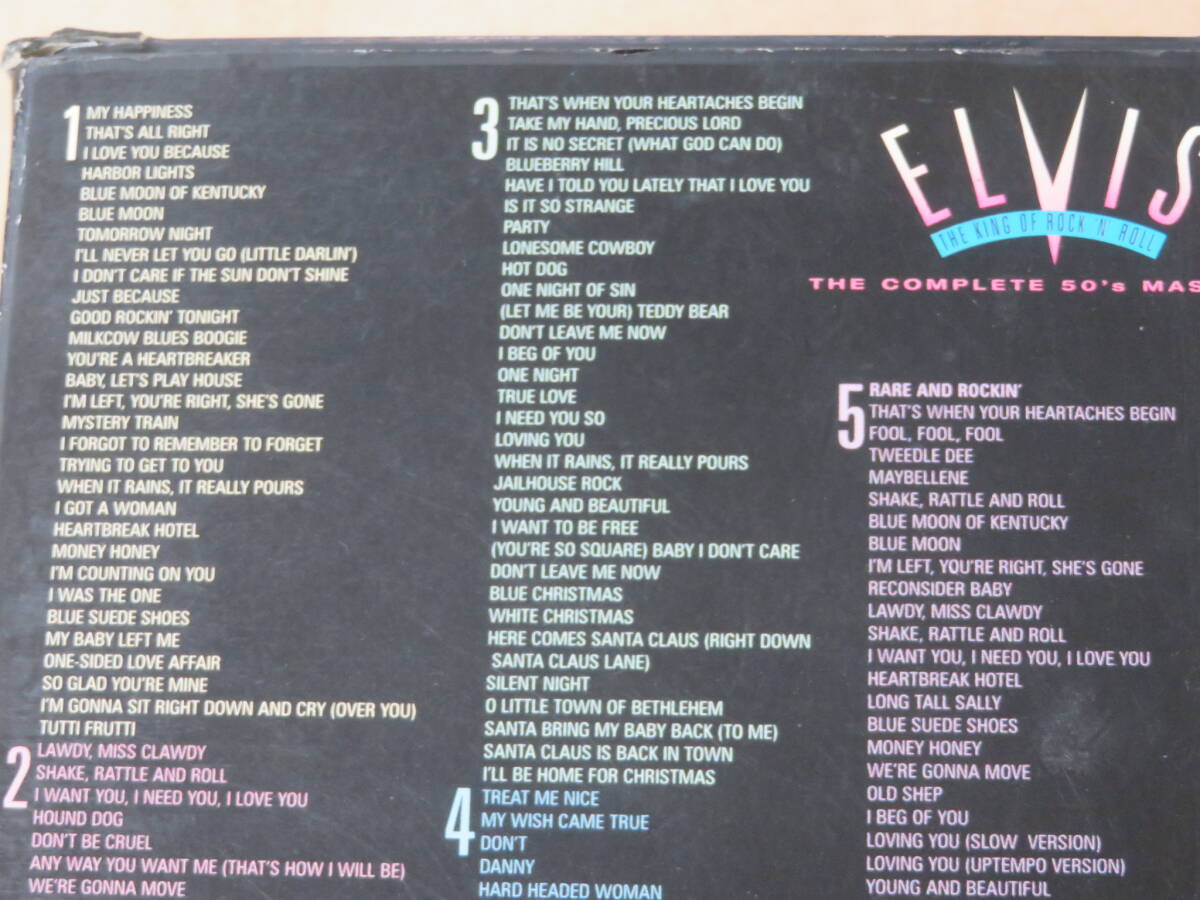 1
MY HAPPINESS
THAT'S ALL RIGHT
I LOVE YOU BECAUSE
HARBOR LIGHTS
BLUE MOON OF KENTUCKY
BLUE MOON
TOMORROW NIGHT
I'LL NEVER LET YOU GO (LITTLE DARLIN')
I DON'T CARE IF THE SUN DON'T SHINE
JUST BECAUSE
GOOD ROCKIN' TONIGHT
MILKCOW BLUES BOOGIE
YOU'RE A HEARTBREAKER
BABY, LET'S PLAY HOUSE
I'M LEFT, YOU'RE RIGHT, SHE'S GONE
MYSTERY TRAIN
I FORGOT TO REMEMBER TO FORGET
TRYING TO GET TO YOU
WHEN IT RAINS, IT REALLY POURS
I GOT A WOMAN
HEARTBREAK HOTEL
MONEY HONEY
I'M COUNTING ON YOU
I WAS THE ONE
BLUE SUEDE SHOES
MY BABY LEFT ME
ONE-SIDED LOVE AFFAIR
SO GLAD YOU'RE MINE
I'M GONNA SIT RIGHT DOWN AND CRY (OVER YOU)
TUTTI FRUTTI
2
LAWDY, MISS CLAWDY
SHAKE, RATTLE AND ROLL
I WANT YOU, I NEED YOU, I LOVE YOU
HOUND DOG
DON'T BE CRUEL
ANY WAY YOU WANT ME (THAT'S HOW I WILL BE)
WE'RE GONNA MOVE
3
THAT'S WHEN YOUR HEARTACHES BEGIN
TAKE MY HAND, PRECIOUS LORD
IT IS NO SECRET (WHAT GOD CAN DO)
BLUEBERRY HILL
HAVE I TOLD YOU LATELY THAT I LOVE YOU
IS IT SO STRANGE
PARTY
LONESOME COWBOY
HOT DOG
ONE NIGHT OF SIN
(LET ME BE YOUR) TEDDY BEAR
DON'T LEAVE ME NOW
I BEG OF YOU
ONE NIGHT
TRUE LOVE
I NEED YOU SO
LOVING YOU
WHEN IT RAINS, IT REALLY POURS
JAILHOUSE ROCK
YOUNG AND BEAUTIFUL
I WANT TO BE FREE
(YOU'RE SO SQUARE) BABY I DON'T CARE
DON'T LEAVE ME NOW
BLUE CHRISTMAS
WHITE CHRISTMAS
HERE COMES SANTA CLAUS (RIGHT DOWN
SANTA CLAUS LANE)
SILENT NIGHT
O LITTLE TOWN OF BETHLEHEM
SANTA BRING MY BABY BACK (TO ME)
SANTA CLAUS IS BACK IN TOWN
I'LL BE HOME FOR CHRISTMAS
4
TREAT ME NICE
MY WISH CAME TRUE
DON'T
DANNY
HARD HEADED WOMAN
ELVIS
THE KING OF ROCK 'N' ROLL
THE COMPLETE 50's MAS
5
RARE AND ROCKIN'
THAT'S WHEN YOUR HEARTACHES BEGIN
FOOL, FOOL, FOOL
TWEEDLE DEE
MAYBELLENE
SHAKE, RATTLE AND ROLL
BLUE MOON OF KENTUCKY
BLUE MOON
I'M LEFT, YOU'RE RIGHT, SHE'S GONE
RECONSIDER BABY
LAWDY, MISS CLAWDY
SHAKE, RATTLE AND ROLL
I WANT YOU, I NEED YOU, I LOVE YOU
HEARTBREAK HOTEL
LONG TALL SALLY
BLUE SUEDE SHOES
MONEY HONEY
WE'RE GONNA MOVE
OLD SHEP
I BEG OF YOU
LOVING YOU (SLOW VERSION)
LOVING YOU (UPTEMPO VERSION)
YOUNG AND BEAUTIFUL